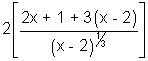 2[(2x + 1 + 3(x - 2))/((x - 2)^(1/3))]